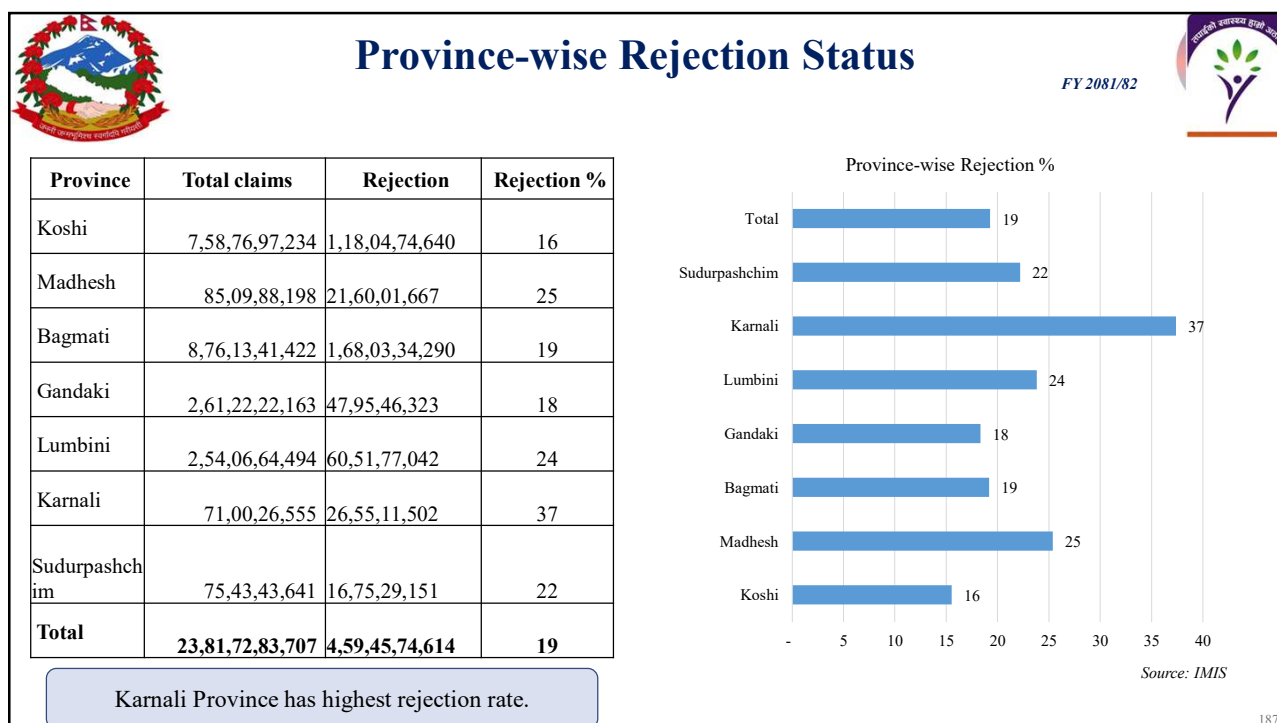 Province-wise Rejection Status
FY 2081/82
जननी जन्मभूमिश्च स्वर्गादपि गरीयसी
Province Total claims Rejection Rejection %
Koshi 7,58,76,97,234 1,18,04,74,640 16
Madhesh 85,09,88,198 21,60,01,667 25
Bagmati 8,76,13,41,422 1,68,03,34,290 19
Gandaki 2,61,22,22,163 47,95,46,323 18
Lumbini 2,54,06,64,494 60,51,77,042 24
Karnali 71,00,26,555 26,55,11,502 37
Sudurpashch
im 75,43,43,641 16,75,29,151 22
Total 23,81,72,83,707 4,59,45,74,614 19
Karnali Province has highest rejection rate.
Province-wise Rejection %
Total 19
Sudurpashchim 22
Karnali 37
Lumbini 24
Gandaki 18
Bagmati 19
Madhesh 25
Koshi 16
- 5 10 15 20 25 30 35 40
Source: IMIS
187